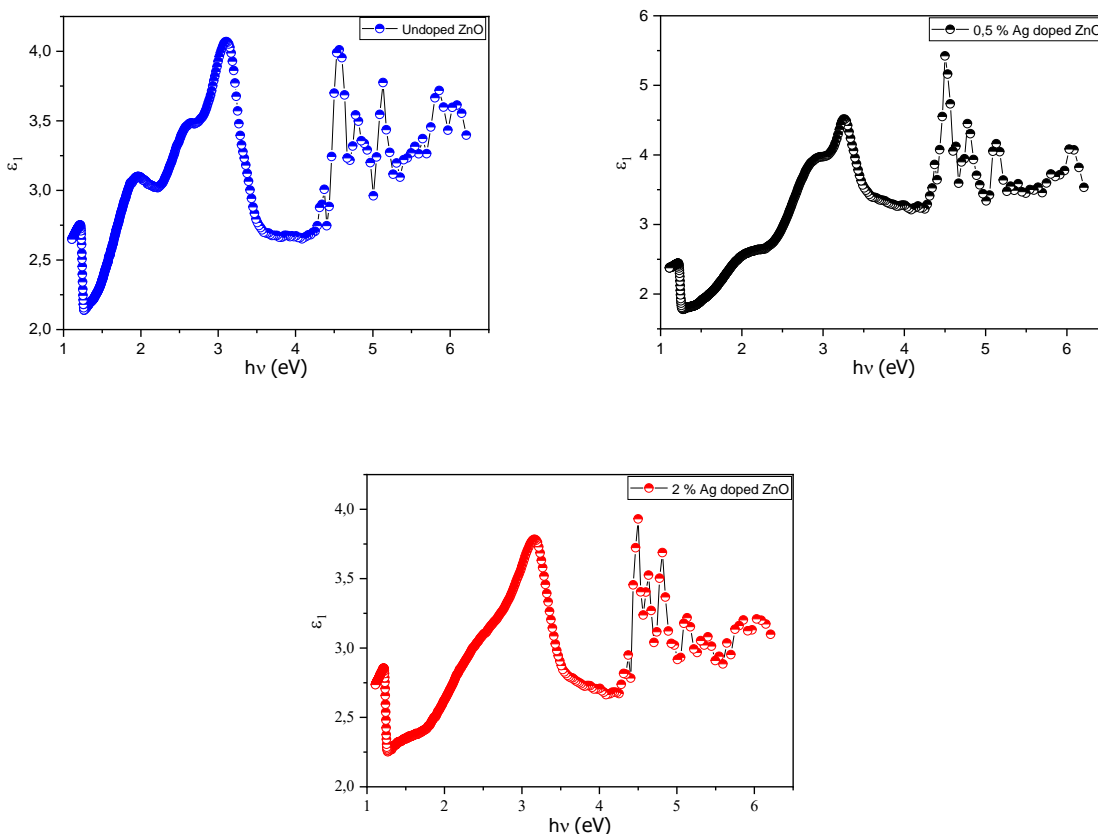 Undoped ZnO
4,0
3,5
3,0
2,5
2,0
ε₁
1 2 3 4 5 6
hν (eV)
0,5 % Ag doped ZnO
6
5
4
3
2
ε₁
1 2 3 4 5 6
hν (eV)
2 % Ag doped ZnO
4,0
3,5
3,0
2,5
2,0
ε₁
1 2 3 4 5 6
hν (eV)